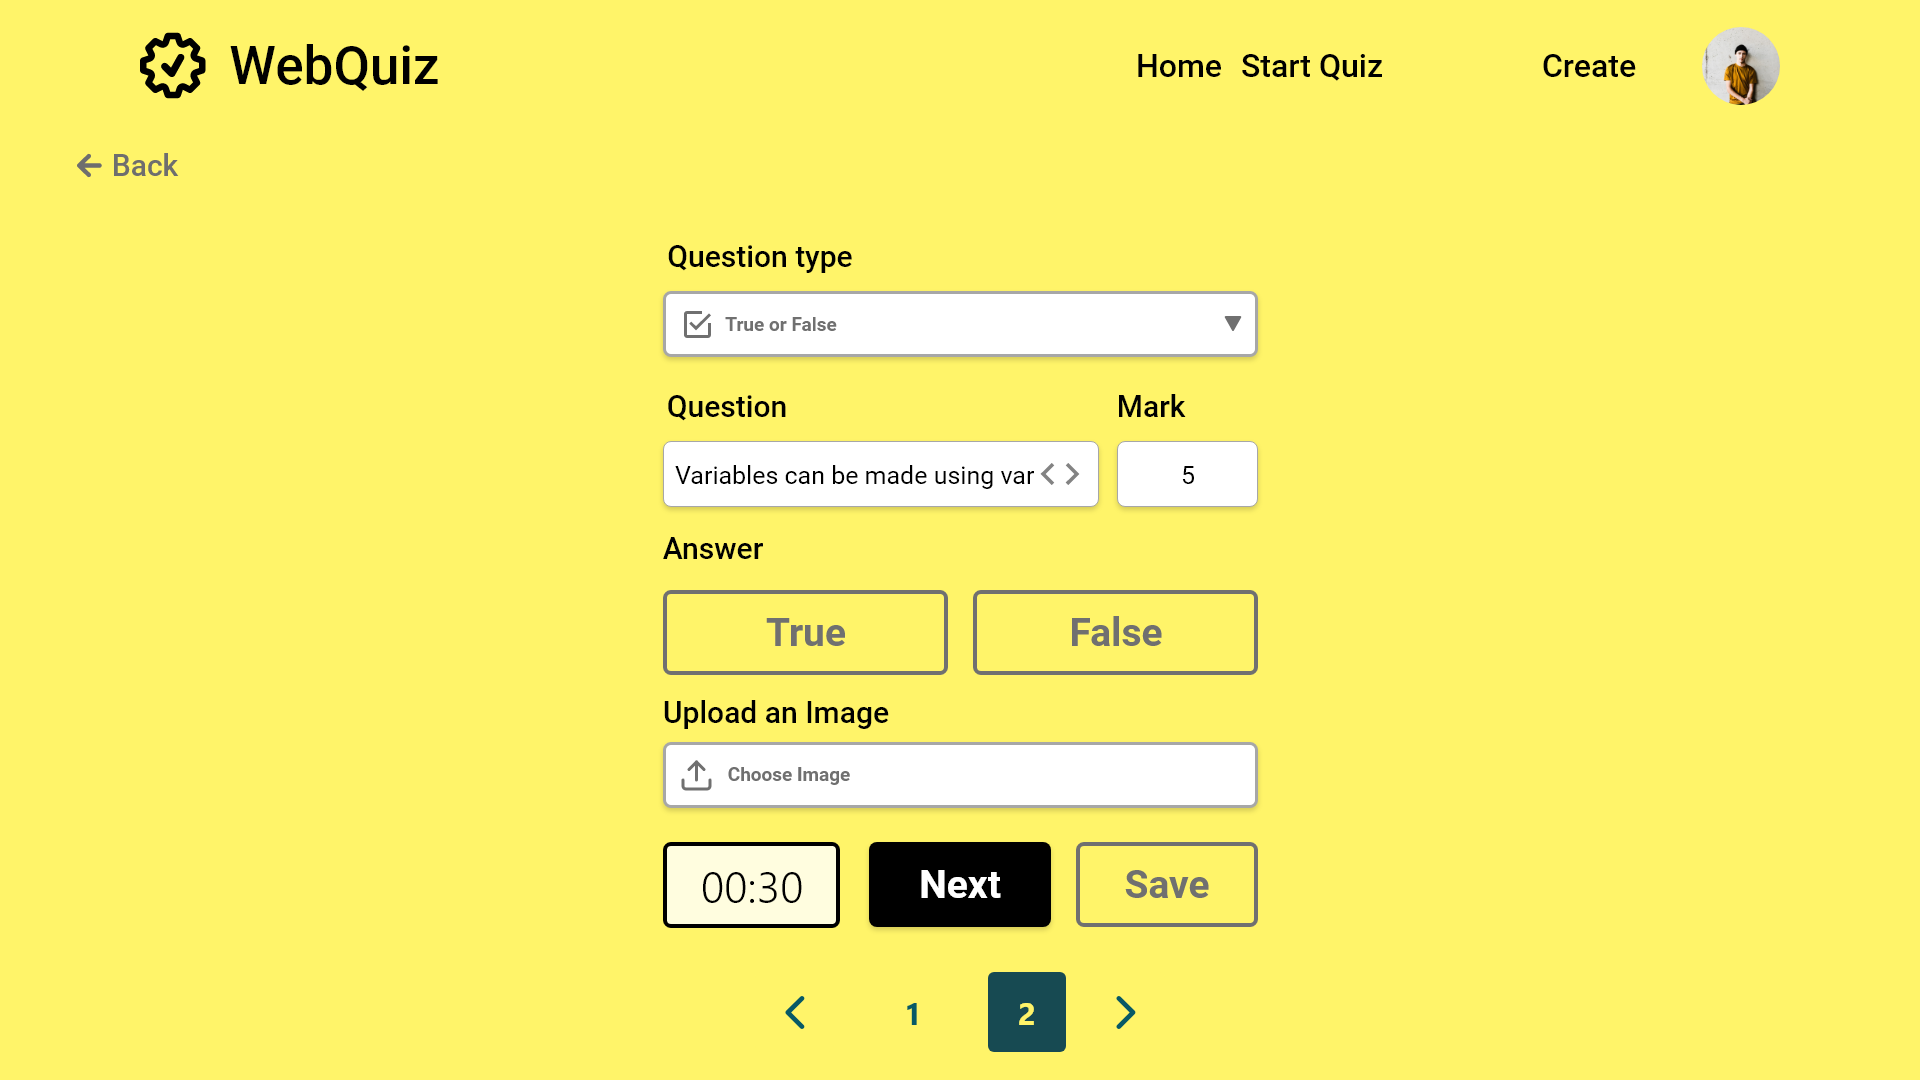 WebQuiz
Home Start Quiz Create
Back
Question type
True or False
Question Mark
Variables can be made using var 5
Answer
True False
Upload an Image
Choose Image
00:30 Next Save
1 2